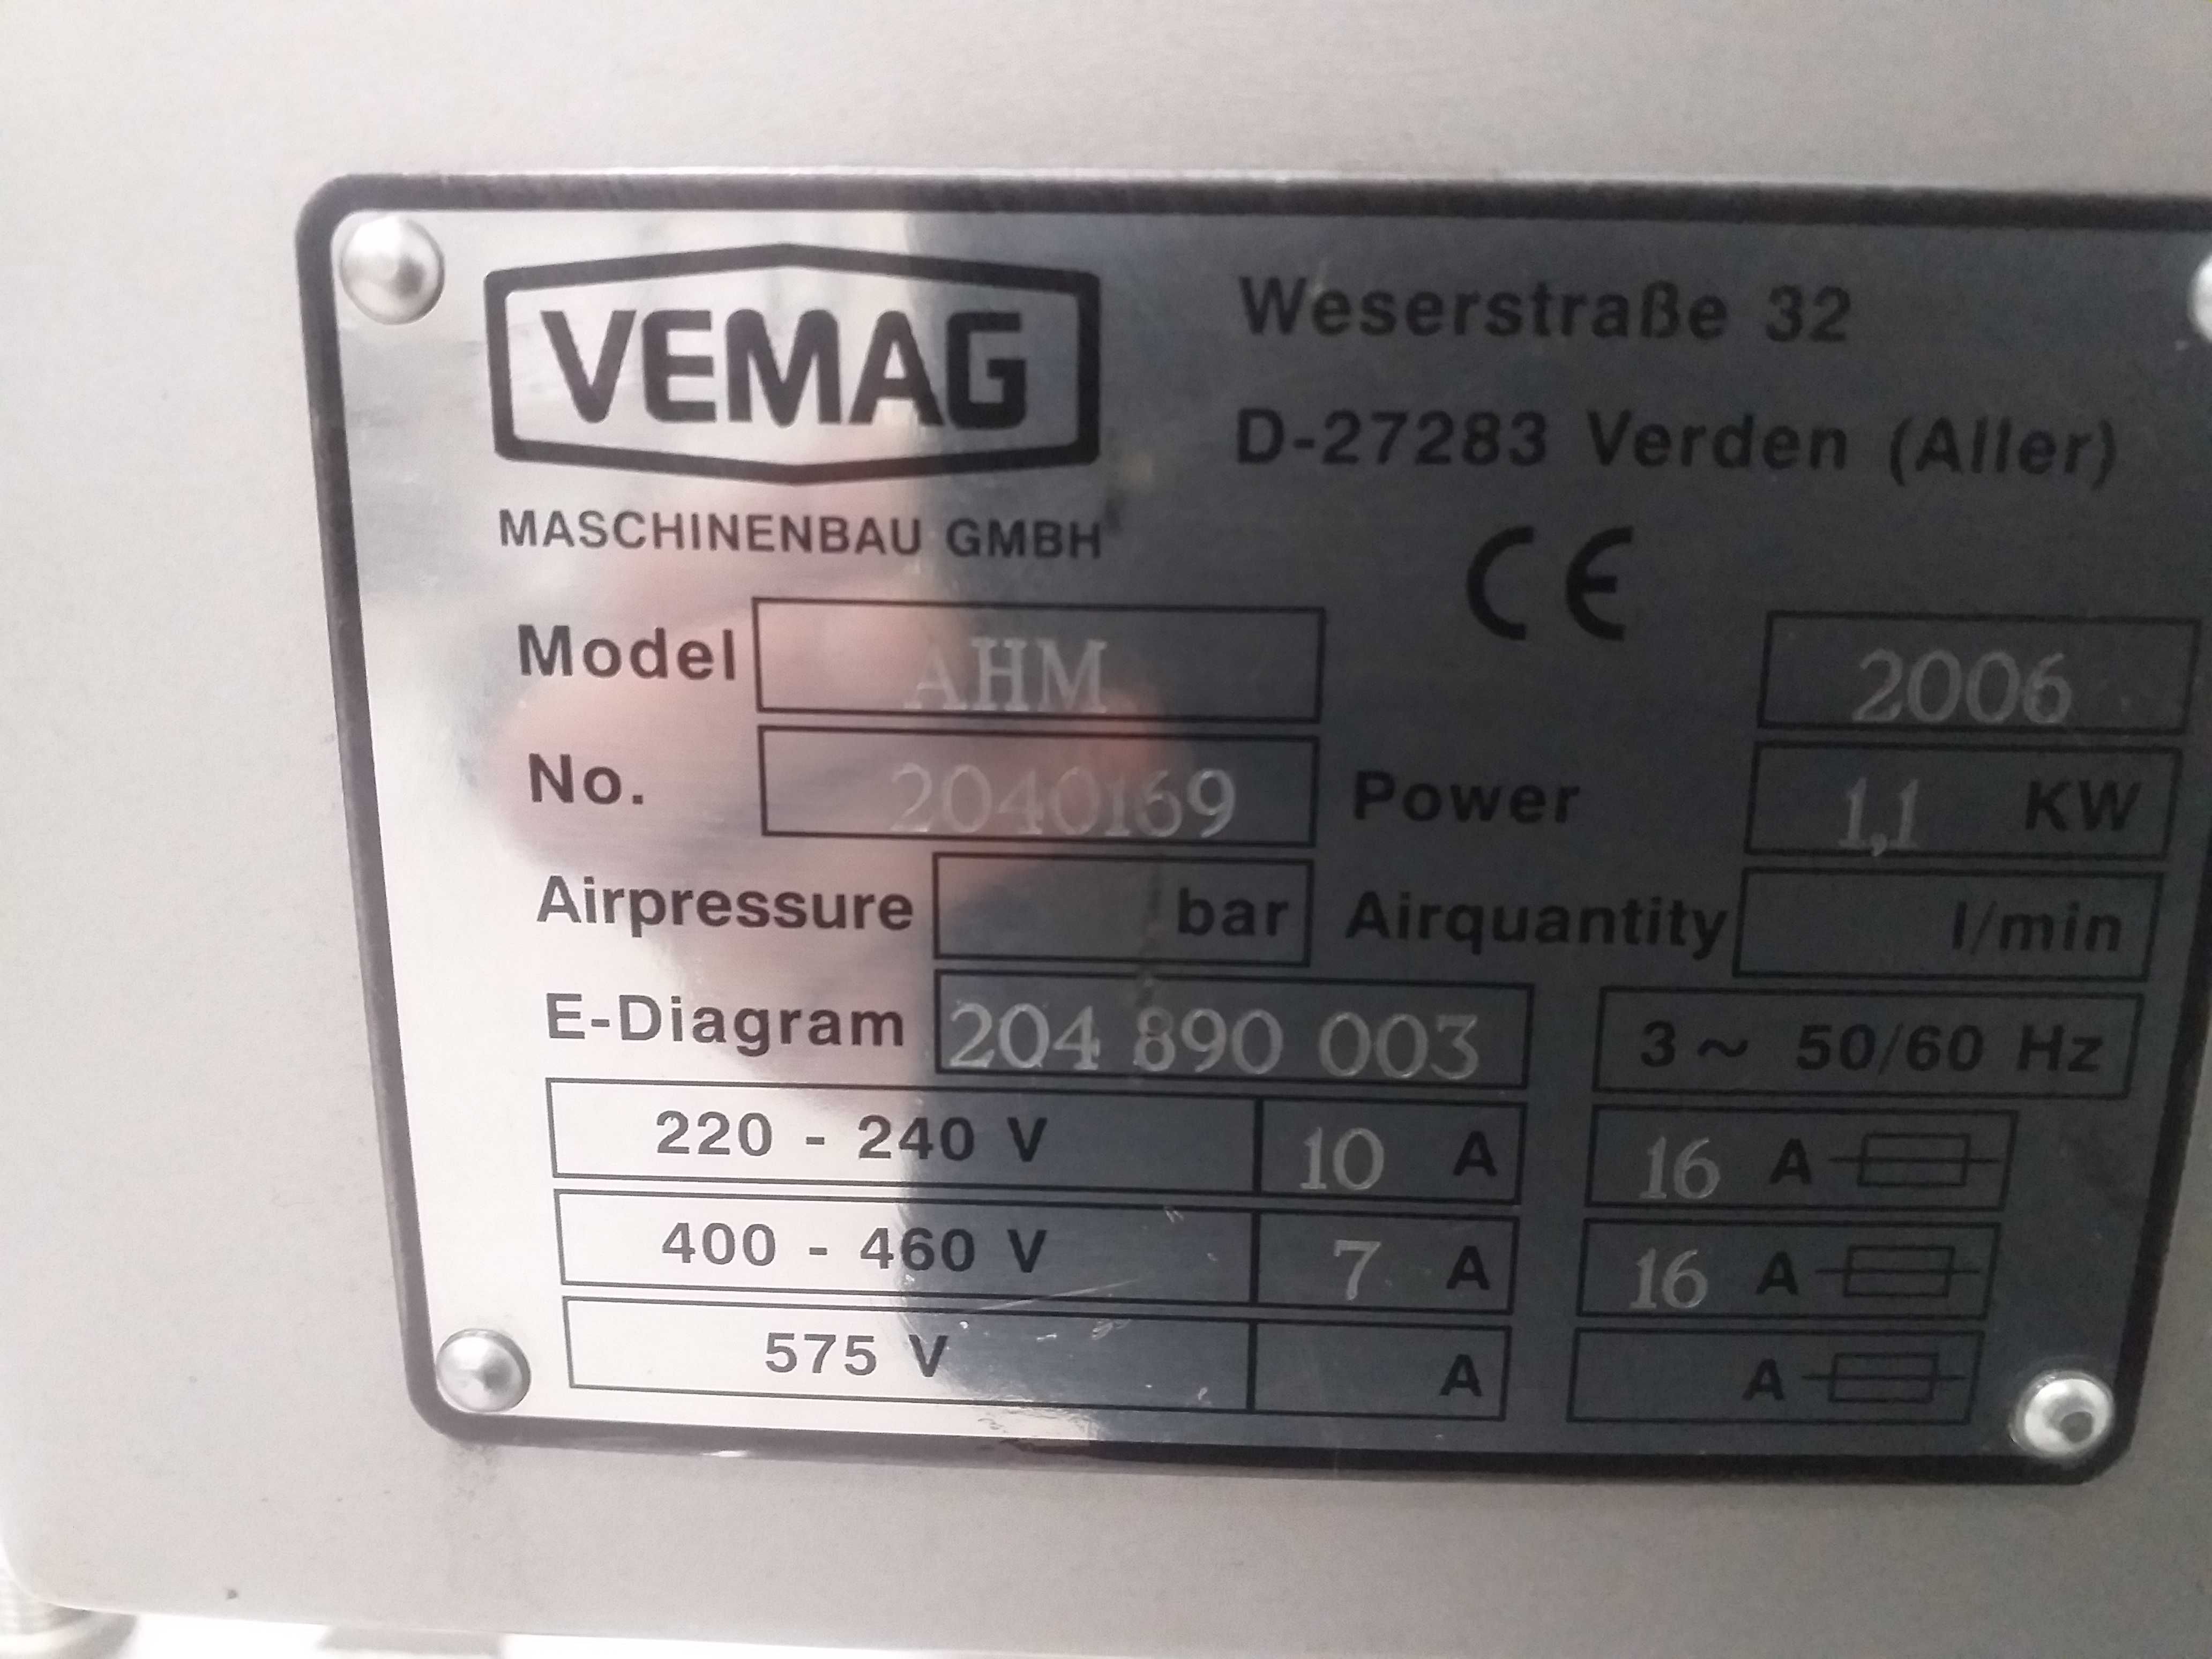 VEMAG
MASCHINENBAU GMBH
Weserstraße 32
D-27283 Verden (Aller)
CE
Model AHM 2006
No. 2040169 Power 1,1 KW
Airpressure bar Airquantity l/min
E-Diagram 204 890 003 3 ~ 50/60 Hz
220 - 240 V 10 A 16 A
400 - 460 V 7 A 16 A
575 V A A